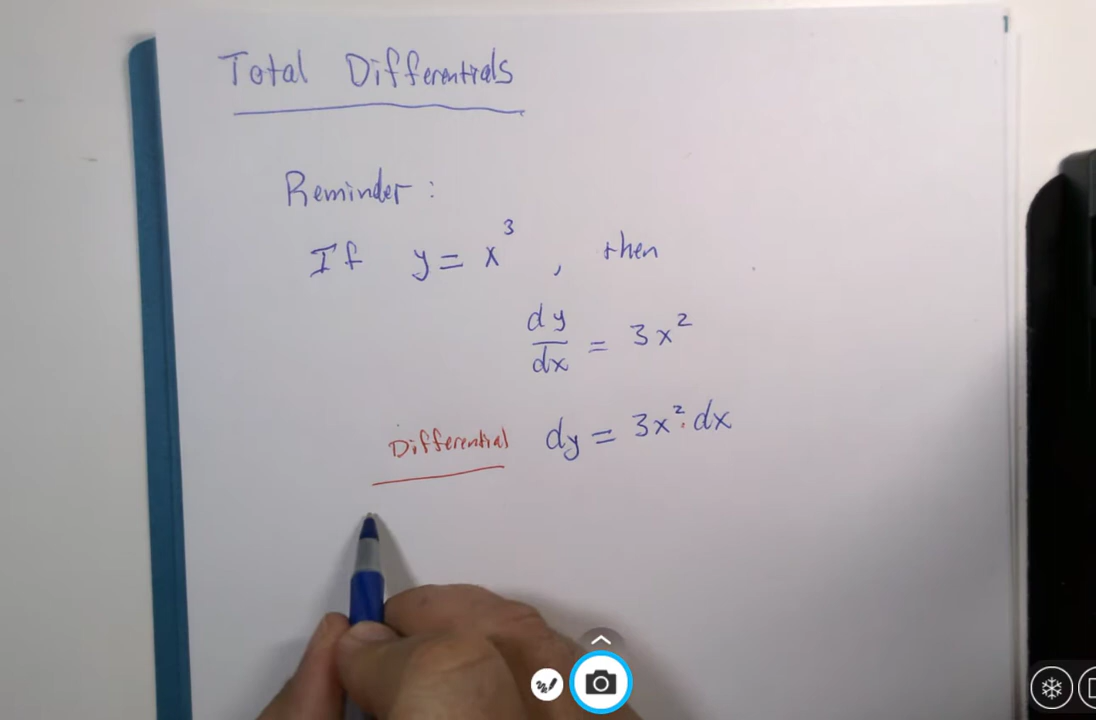 Total Differentials
Reminder:
If y = x³, then
dy/dx = 3x²
Differential dy = 3x²·dx